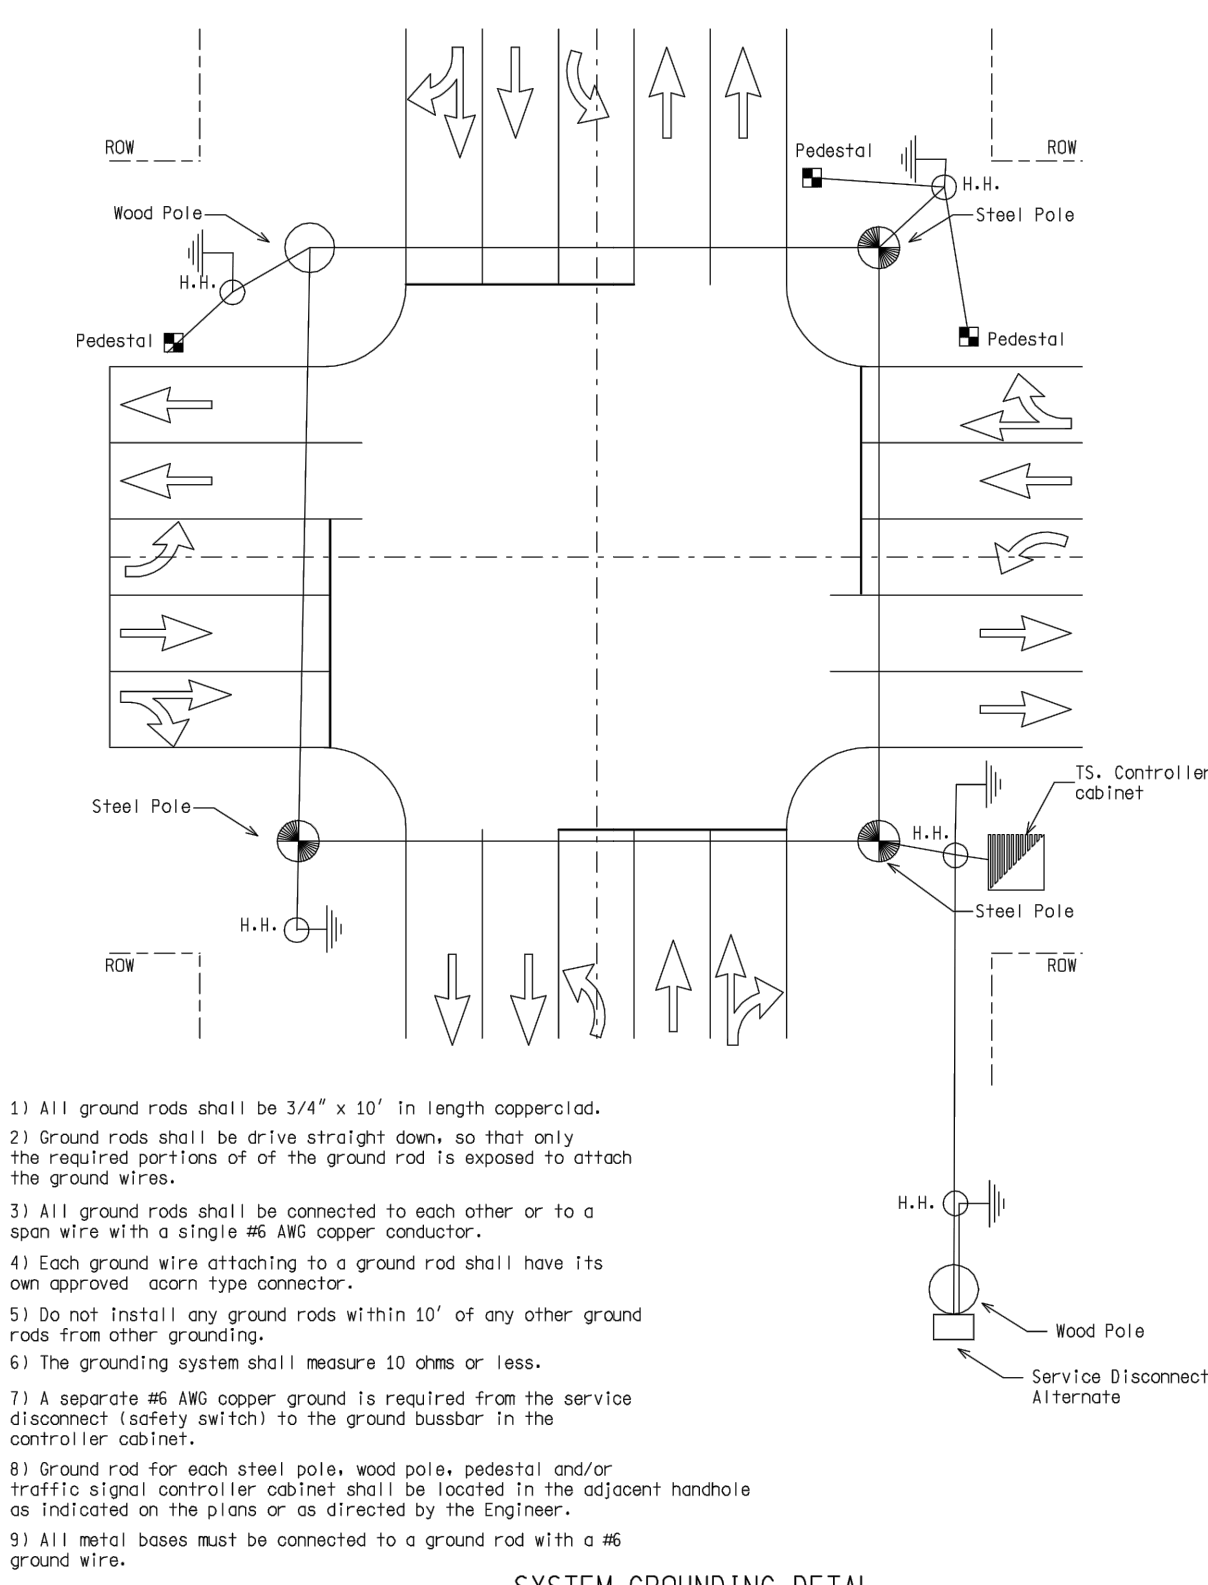 ROW
Pedestal
ROW
H.H.
Wood Pole
Steel Pole
H.H.
Pedestal
Pedestal
TS. Controller
cabinet
Steel Pole
H.H.
Steel Pole
H.H.
ROW
ROW
1) All ground rods shall be 3/4" x 10' in length copperclad.
2) Ground rods shall be drive straight down, so that only
the required portions of of the ground rod is exposed to attach
the ground wires.
3) All ground rods shall be connected to each other or to a
span wire with a single #6 AWG copper conductor.
4) Each ground wire attaching to a ground rod shall have its
own approved acorn type connector.
5) Do not install any ground rods within 10' of any other ground
rods from other grounding.
6) The grounding system shall measure 10 ohms or less.
7) A separate #6 AWG copper ground is required from the service
disconnect (safety switch) to the ground bussbar in the
controller cabinet.
8) Ground rod for each steel pole, wood pole, pedestal and/or
traffic signal controller cabinet shall be located in the adjacent handhole
as indicated on the plans or as directed by the Engineer.
9) All metal bases must be connected to a ground rod with a #6
ground wire.
H.H.
Wood Pole
Service Disconnect
Alternate
SYSTEM GROUNDING DETAL